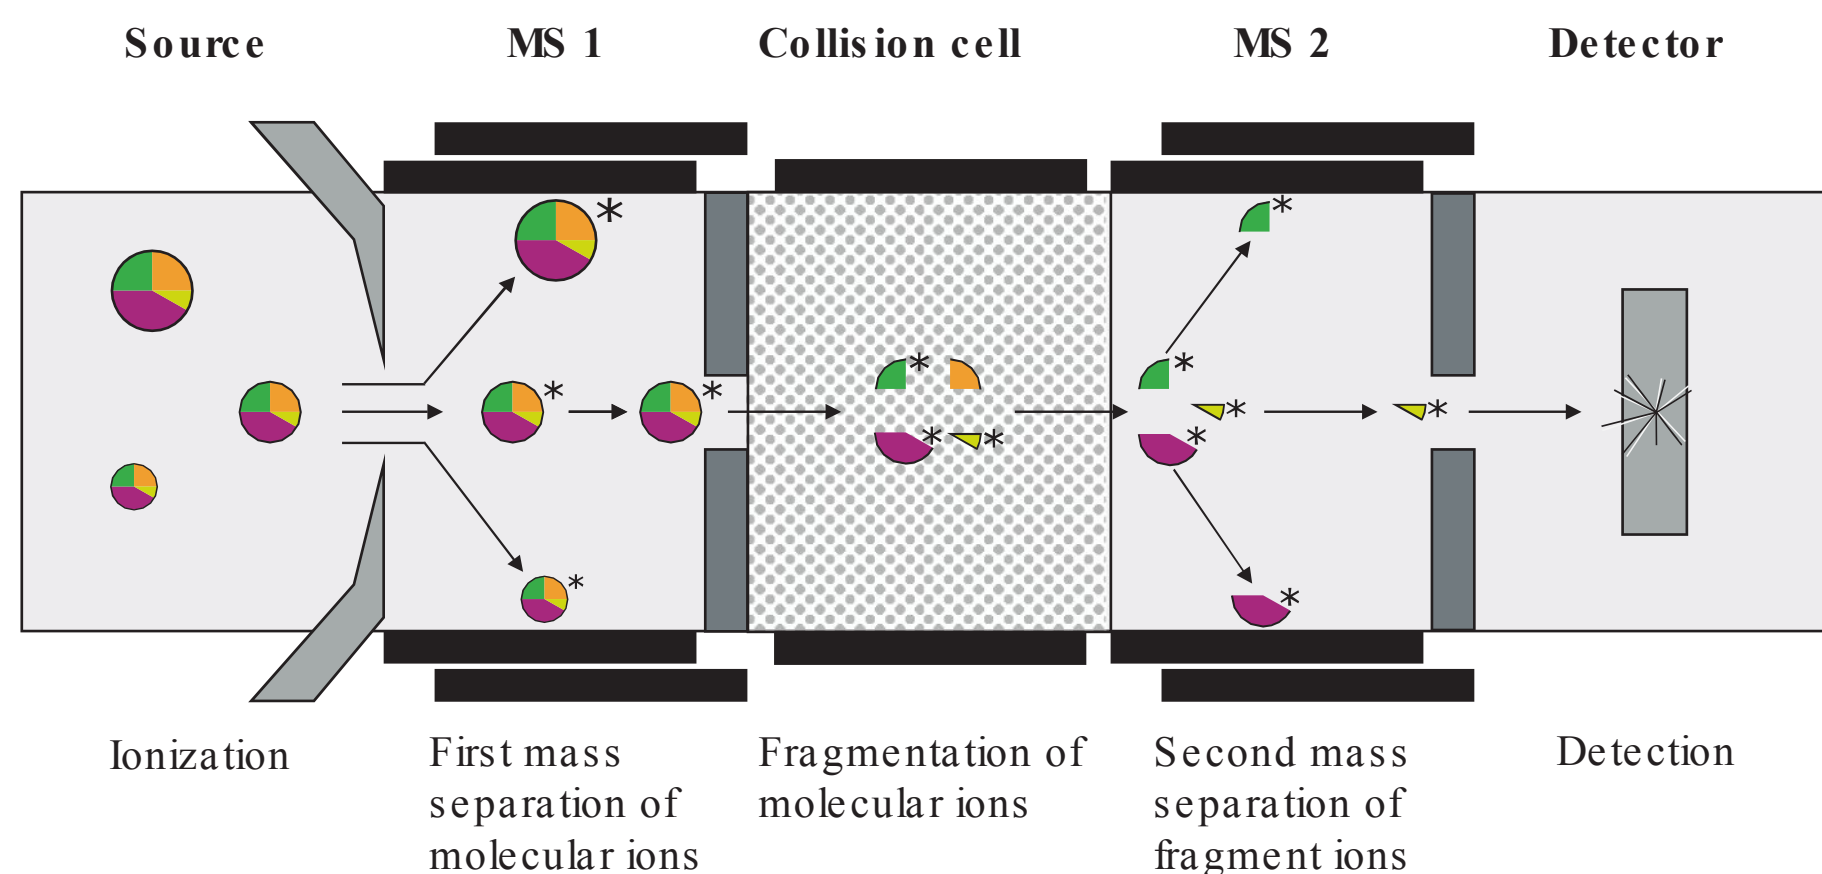 Source MS 1 Collision cell MS 2 Detector
* 
* * * * * * * * * * * * * *
Ionization
First mass
separation of
molecular ions
Fragmentation of
molecular ions
Second mass
separation of
fragment ions
Detection